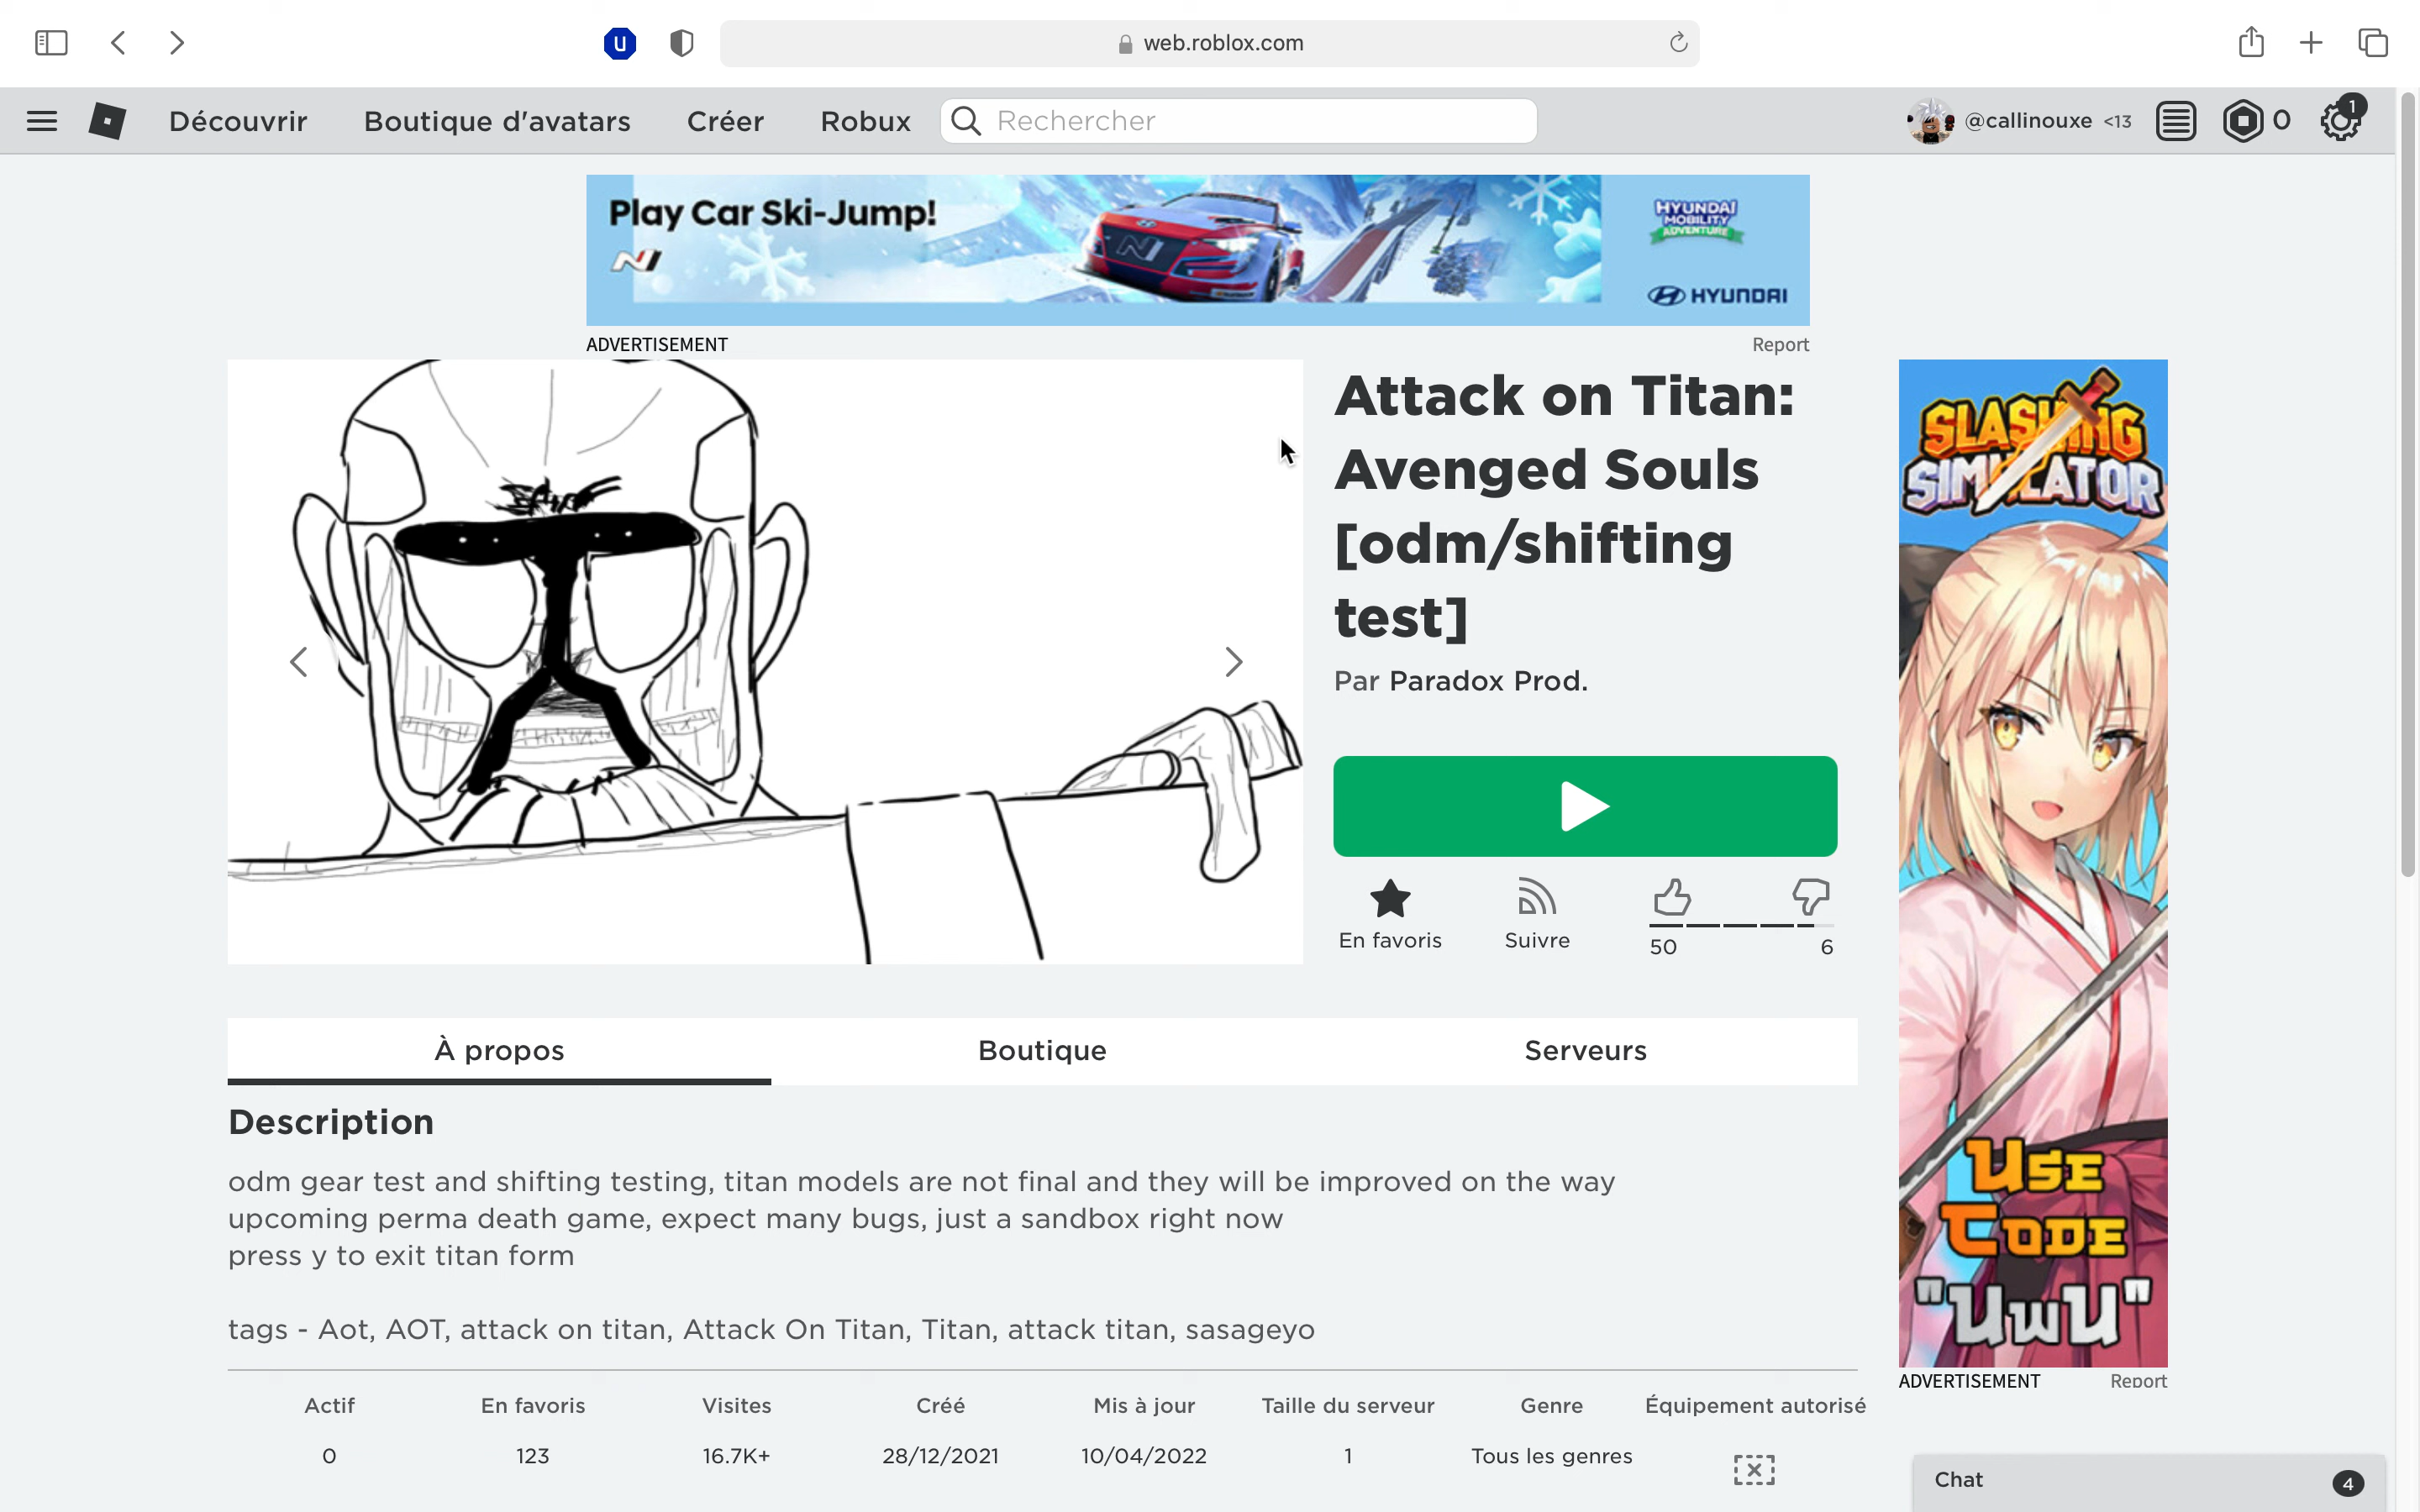 web.roblox.com
Découvrir
Boutique d'avatars
Créer
Robux
Rechercher
@callinouxe <13
0
1
Play Car Ski-Jump!
N
HYUNDAI
MOBILITY
ADVENTURE
HYUNDAI
ADVERTISEMENT
Report
Attack on Titan:
Avenged Souls
[odm/shifting
test]
Par Paradox Prod.
En favoris
Suivre
50
6
SLASHING
SIMULATOR
USE
CODE
"UwU"
ADVERTISEMENT
Report
À propos
Boutique
Serveurs
Description
odm gear test and shifting testing, titan models are not final and they will be improved on the way
upcoming perma death game, expect many bugs, just a sandbox right now
press y to exit titan form
tags - Aot, AOT, attack on titan, Attack On Titan, Titan, attack titan, sasageyo
Actif
En favoris
Visites
Créé
Mis à jour
Taille du serveur
Genre
Équipement autorisé
0
123
16.7K+
28/12/2021
10/04/2022
1
Tous les genres
Chat
4